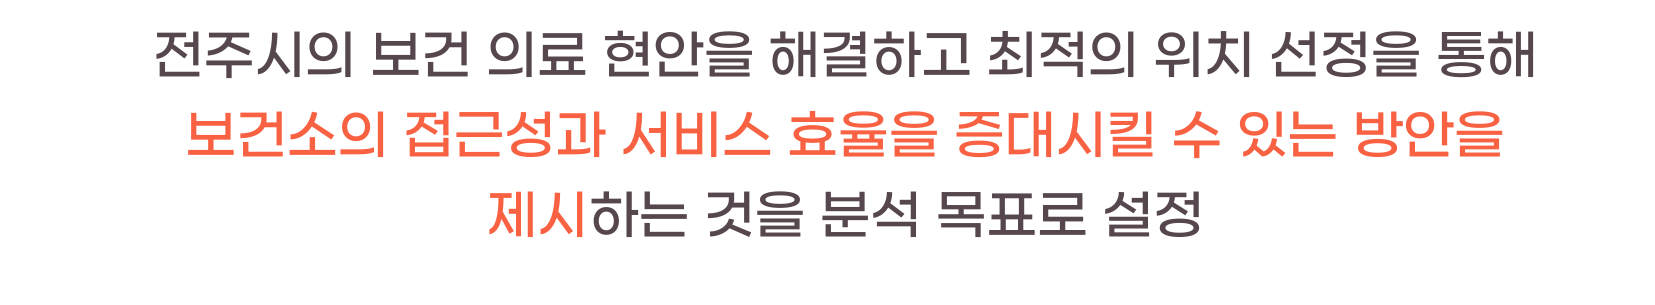 전주시의 보건 의료 현안을 해결하고 최적의 위치 선정을 통해
보건소의 접근성과 서비스 효율을 증대시킬 수 있는 방안을
제시하는 것을 분석 목표로 설정